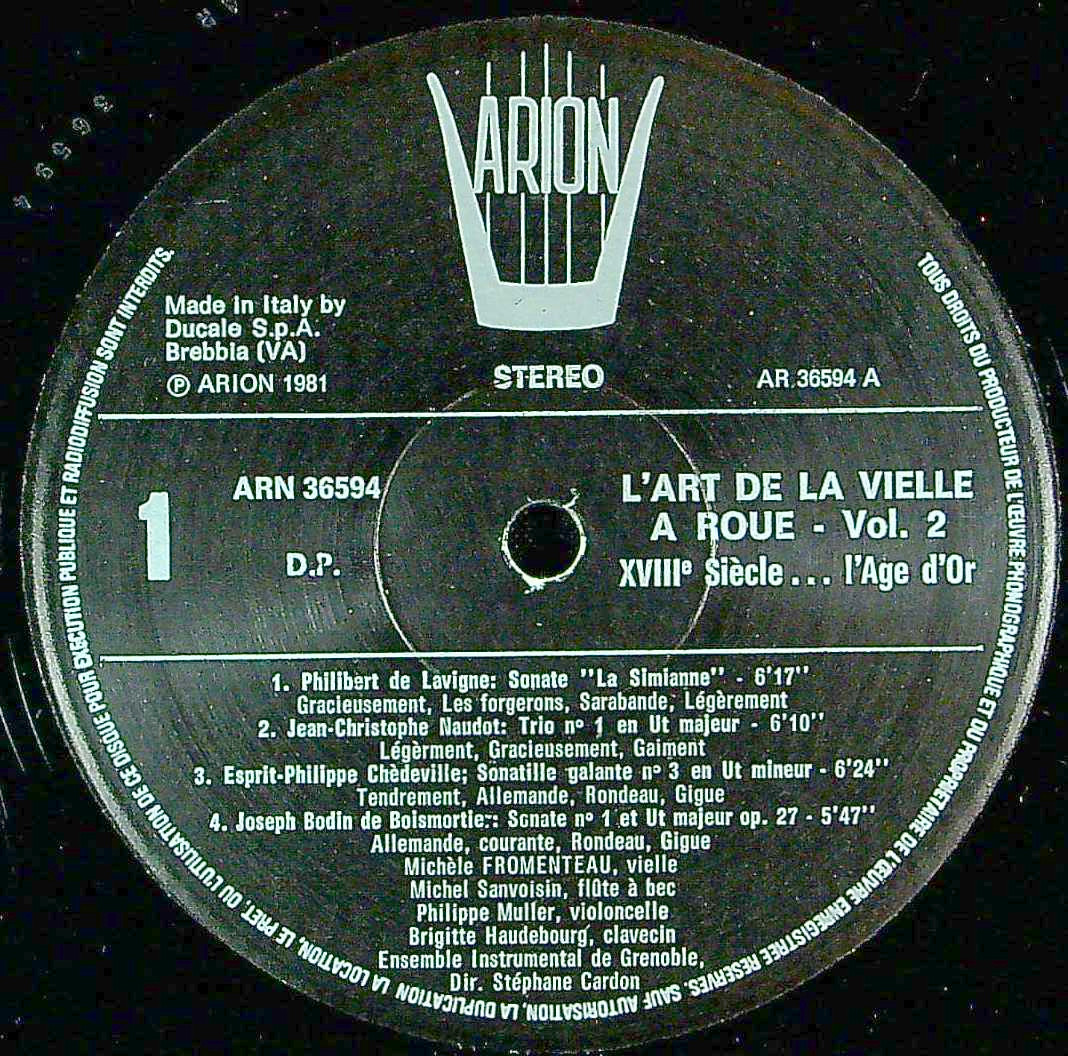 ARION
Made in Italy by
Ducale S.p.A.
Brebbia (VA)
℗ ARION 1981
STEREO
AR 36594 A
1
ARN 36594
D.P.
L'ART DE LA VIELLE
A ROUE - Vol. 2
XVIIIe Siècle... l'Age d'Or
1. Philibert de Lavigne: Sonate "La Simianne" - 6'17"
Gracieusement, Les forgerons, Sarabande, Légèrement
2. Jean-Christophe Naudot: Trio nº 1 en Ut majeur - 6'10"
Légèrment, Gracieusement, Gaiment
3. Esprit-Philippe Chèdeville; Sonatille galante nº 3 en Ut mineur - 6'24"
Tendrement, Allemande, Rondeau, Gigue
4. Joseph Bodin de Boismortier: Sonate nº 1 et Ut majeur op. 27 - 5'47"
Allemande, courante, Rondeau, Gigue
Michèle FROMENTEAU, vielle
Michel Sanvoisin, flûte à bec
Philippe Muller, violoncelle
Brigitte Haudebourg, clavecin
Ensemble Instrumental de Grenoble,
Dir. Stéphane Cardon
TOUS DROITS DU PRODUCTEUR DE L'ŒUVRE PHONOGRAPHIQUE ET DU PROPRIETAIRE DE L'ŒUVRE ENREGISTREE RESERVES. SAUF AUTORISATION, LA DUPLICATION, LA LOCATION, LE PRET, OU L'UTILISATION DE CE DISQUE POUR EXECUTION PUBLIQUE ET RADIODIFFUSION SONT INTERDITS.